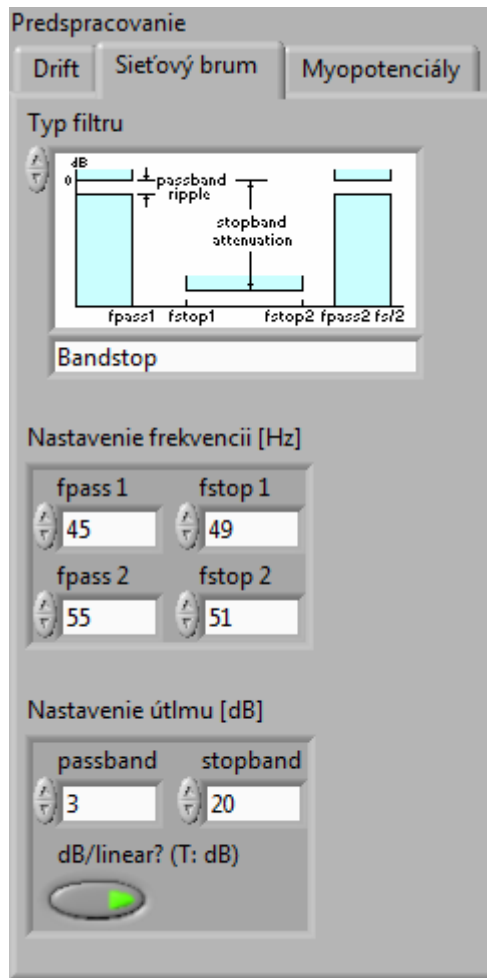 Predspracovanie
Drift Sieťový brum Myopotenciály
Typ filtru
dB
0
passband
ripple
stopband
attenuation
fpass1 fstop1 fstop2 fpass2 fs/2
Bandstop
Nastavenie frekvencii [Hz]
fpass 1 fstop 1
45 49
fpass 2 fstop 2
55 51
Nastavenie útlmu [dB]
passband stopband
3 20
dB/linear? (T: dB)